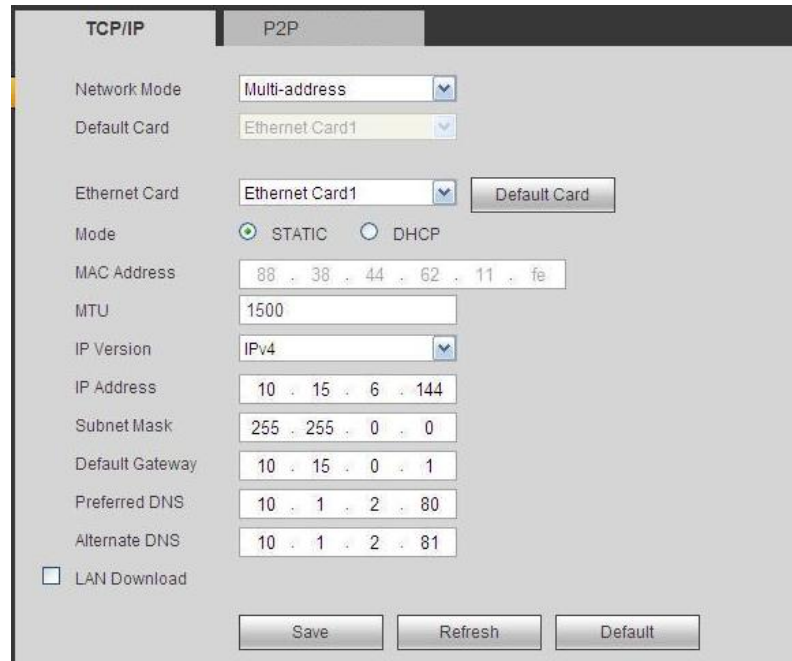 TCP/IP P2P
Network Mode Multi-address
Default Card Ethernet Card1
Ethernet Card Ethernet Card1 Default Card
Mode STATIC DHCP
MAC Address 88 . 38 . 44 . 62 . 11 . fe
MTU 1500
IP Version IPv4
IP Address 10 . 15 . 6 . 144
Subnet Mask 255 . 255 . 0 . 0
Default Gateway 10 . 15 . 0 . 1
Preferred DNS 10 . 1 . 2 . 80
Alternate DNS 10 . 1 . 2 . 81
LAN Download
Save Refresh Default